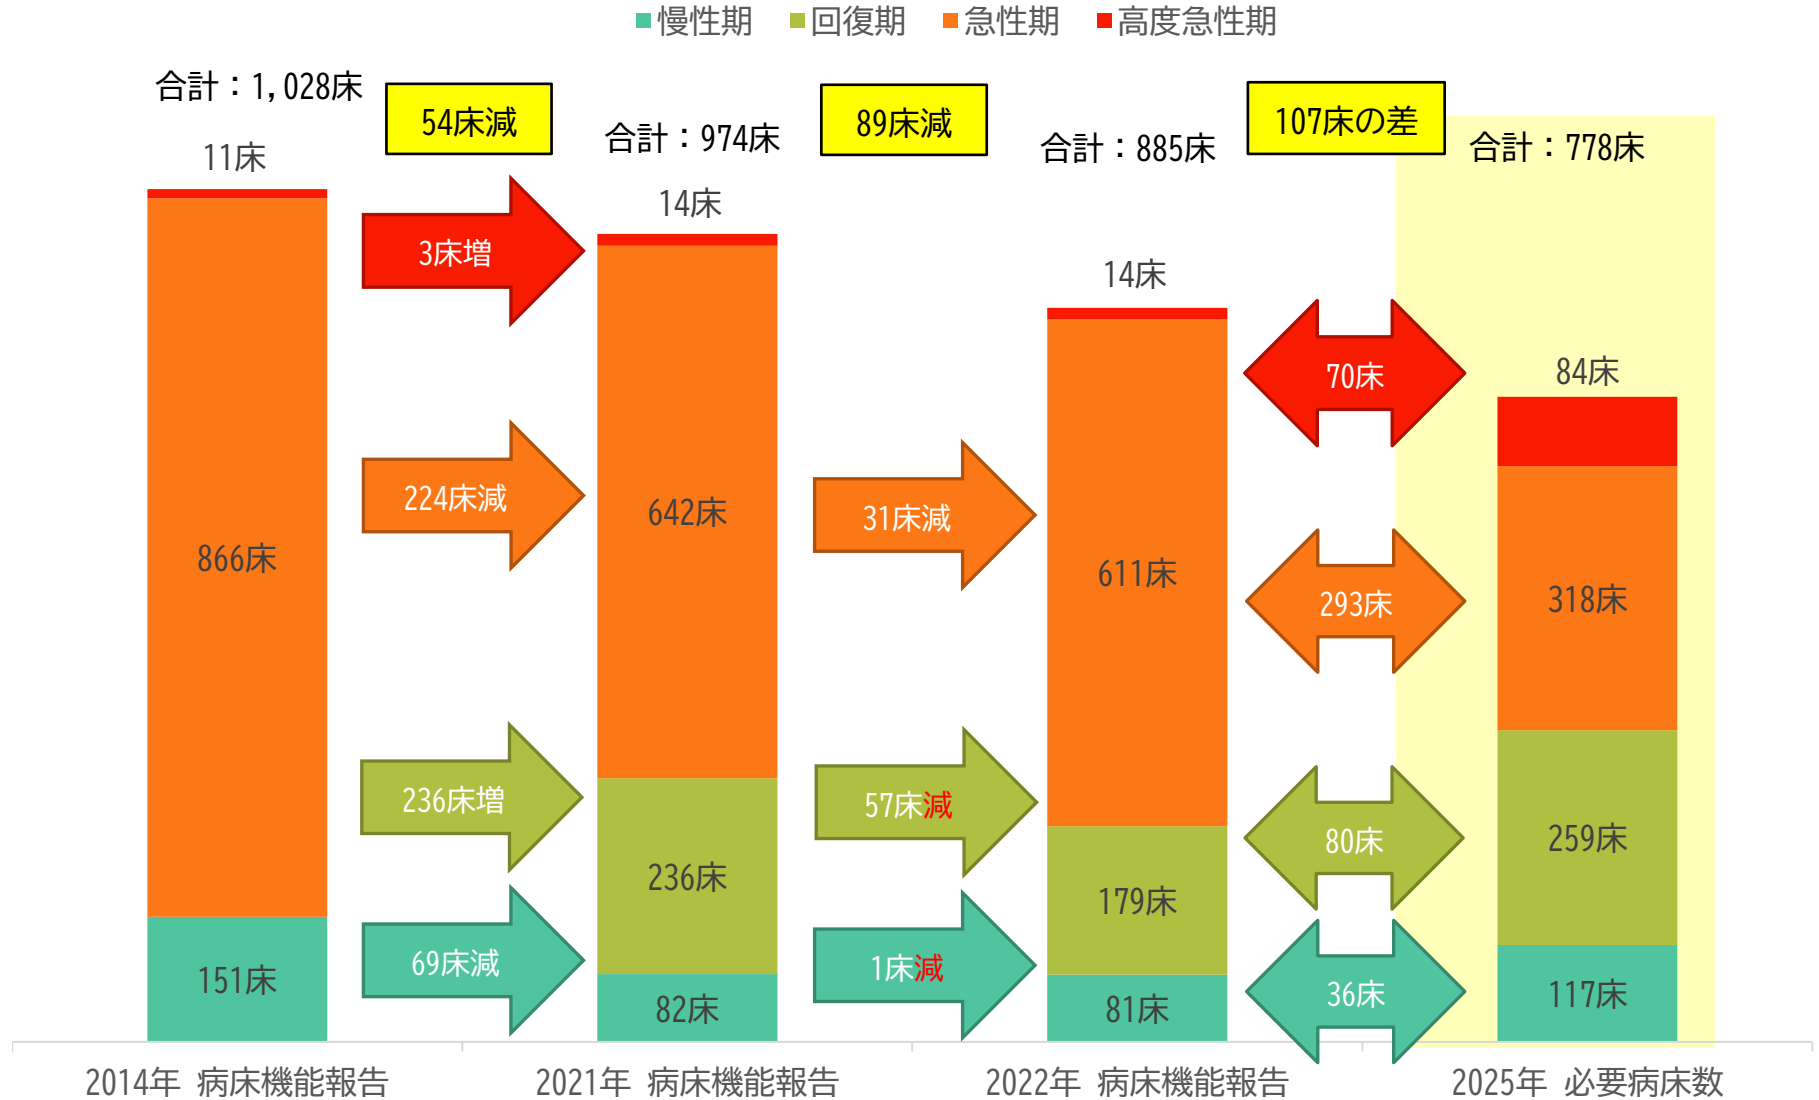 慢性期 回復期 急性期 高度急性期
合計：1,028床
54床減
合計：974床
89床減
合計：885床
107床の差
合計：778床
11床
14床
14床
84床
3床増
70床
866床
224床減
642床
31床減
611床
293床
318床
236床増
236床
57床減
179床
80床
259床
151床
69床減
82床
1床減
81床
36床
117床
2014年 病床機能報告
2021年 病床機能報告
2022年 病床機能報告
2025年 必要病床数